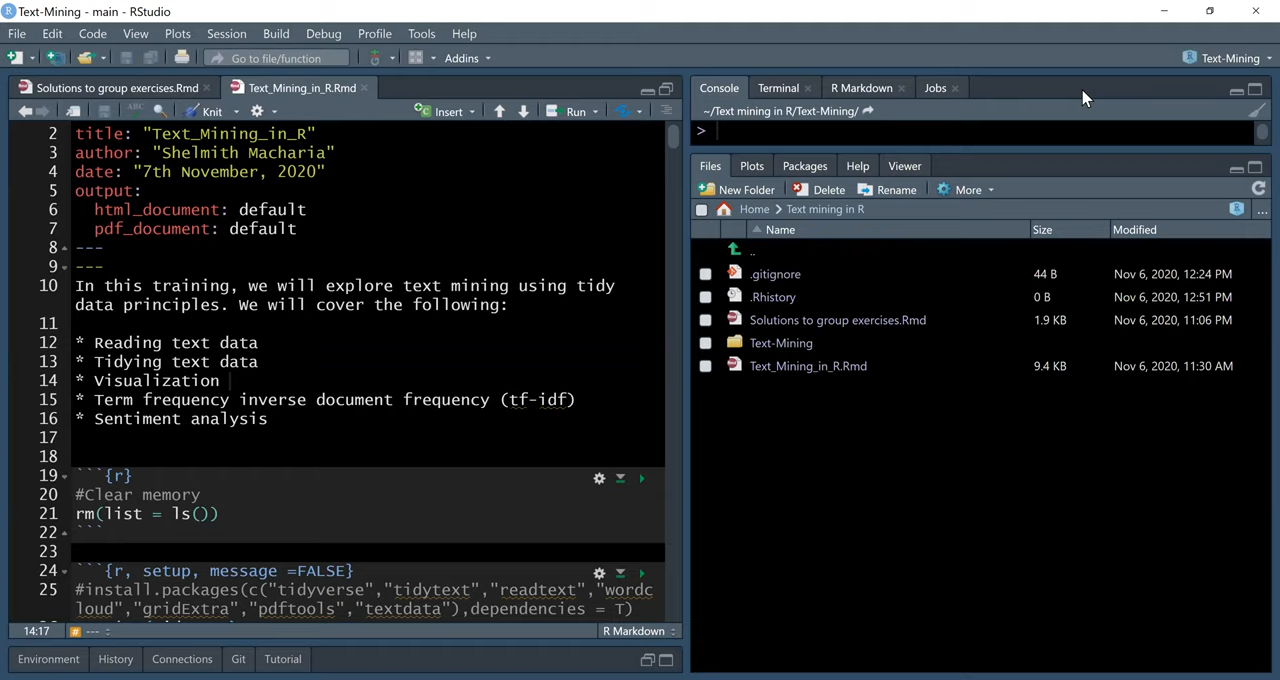 Text-Mining - main - RStudio
File Edit Code View Plots Session Build Debug Profile Tools Help
Go to file/function Addins Text-Mining
Solutions to group exercises.Rmd Text_Mining_in_R.Rmd
ABC Knit Insert Run
2 title: "Text_Mining_in_R"
3 author: "Shelmith Macharia"
4 date: "7th November, 2020"
5 output:
6 html_document: default
7 pdf_document: default
8 ---
9 ---
10 In this training, we will explore text mining using tidy
data principles. We will cover the following:
11
12 * Reading text data
13 * Tidying text data
14 * Visualization
15 * Term frequency inverse document frequency (tf-idf)
16 * Sentiment analysis
17
18
19 ```{r}
20 #Clear memory
21 rm(list = ls())
22 ```
23
24 ```{r, setup, message =FALSE}
25 #install.packages(c("tidyverse","tidytext","readtext","wordc
loud","gridExtra","pdftools","textdata"),dependencies = T)
14:17 # --- R Markdown
Environment History Connections Git Tutorial
Console Terminal R Markdown Jobs
~/Text mining in R/Text-Mining/
>
Files Plots Packages Help Viewer
New Folder Delete Rename More
Home Text mining in R ...
Name Size Modified
..
.gitignore 44 B Nov 6, 2020, 12:24 PM
.Rhistory 0 B Nov 6, 2020, 12:51 PM
Solutions to group exercises.Rmd 1.9 KB Nov 6, 2020, 11:06 PM
Text-Mining
Text_Mining_in_R.Rmd 9.4 KB Nov 6, 2020, 11:30 AM